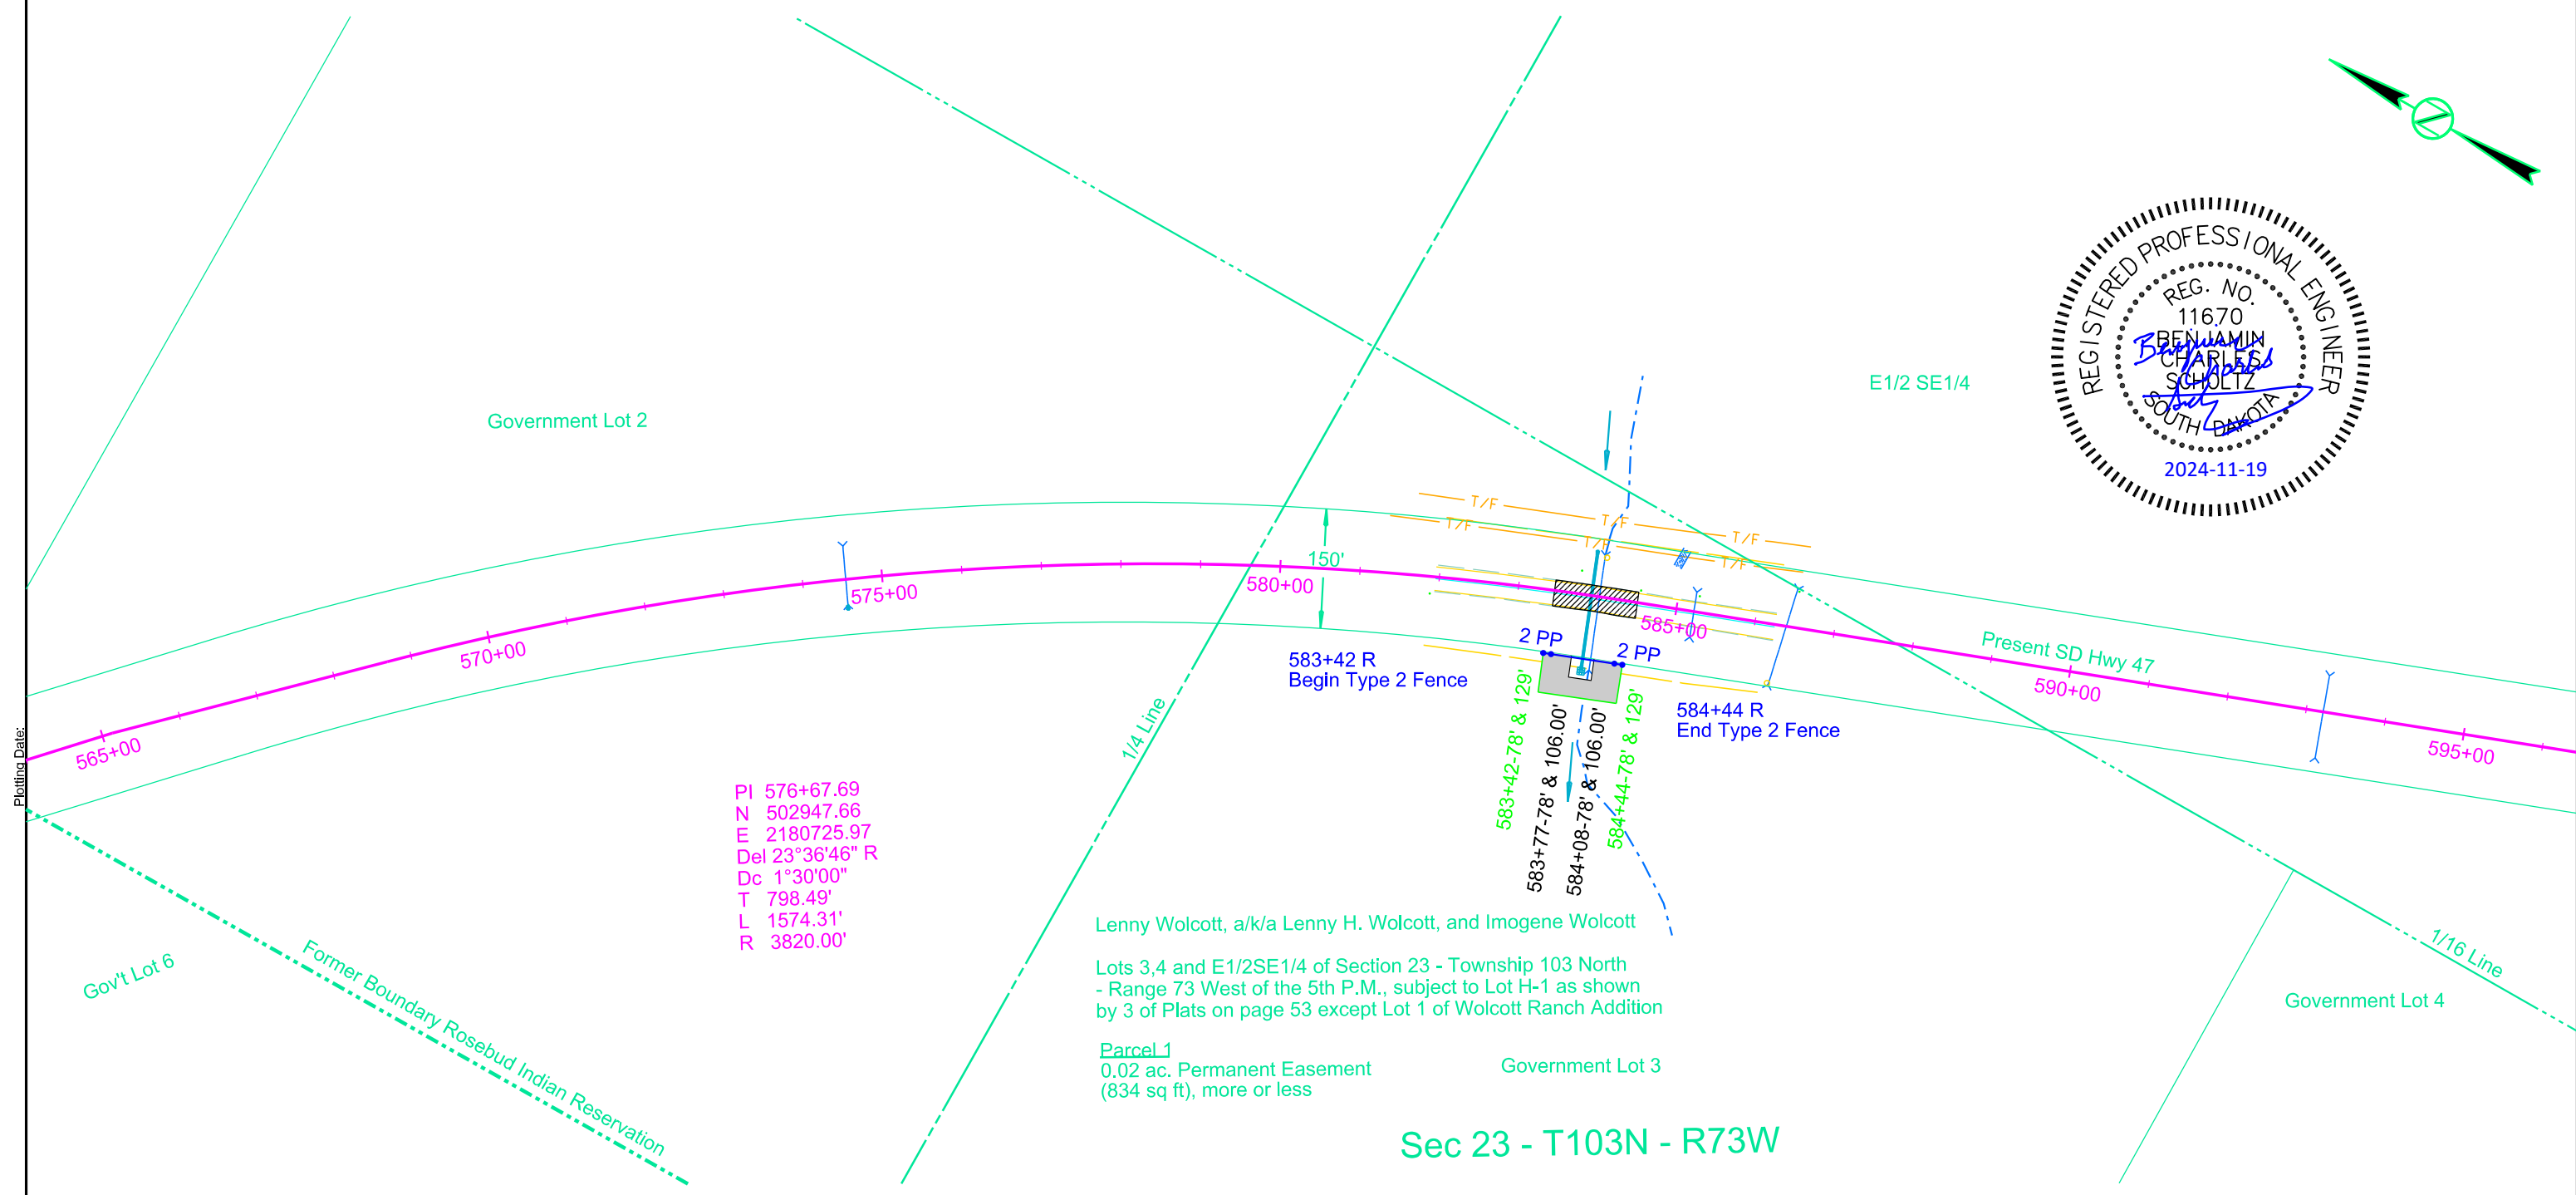 Plotting Date:
Government Lot 2
E1/2 SE1/4
REGISTERED PROFESSIONAL ENGINEER
REG. NO.
11670
BENJAMIN
CHARLES
SCHOLTZ
SOUTH DAKOTA
2024-11-19
T/F
T/F
T/F
T/F
T/F
T/F
150'
565+00
570+00
575+00
580+00
585+00
590+00
595+00
Present SD Hwy 47
2 PP
2 PP
583+42 R
Begin Type 2 Fence
584+44 R
End Type 2 Fence
583+42-78' & 129'
583+77-78' & 106.00'
584+08-78' & 106.00'
584+44-78' & 129'
1/4 Line
1/16 Line
PI 576+67.69
N 502947.66
E 2180725.97
Del 23°36'46" R
Dc 1°30'00"
T 798.49'
L 1574.31'
R 3820.00'
Gov't Lot 6
Former Boundary Rosebud Indian Reservation
Lenny Wolcott, a/k/a Lenny H. Wolcott, and Imogene Wolcott
Lots 3,4 and E1/2SE1/4 of Section 23 - Township 103 North
- Range 73 West of the 5th P.M., subject to Lot H-1 as shown
by 3 of Plats on page 53 except Lot 1 of Wolcott Ranch Addition
Parcel 1
0.02 ac. Permanent Easement
(834 sq ft), more or less
Government Lot 3
Government Lot 4
Sec 23 - T103N - R73W